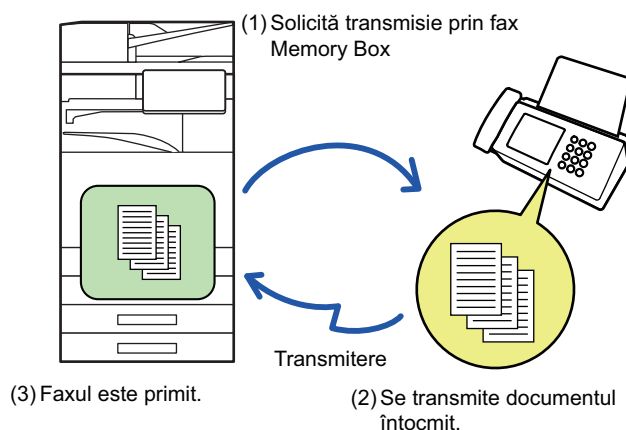 (1) Solicită transmisie prin fax
Memory Box
Transmitere
(3) Faxul este primit.
(2) Se transmite documentul
întocmit.